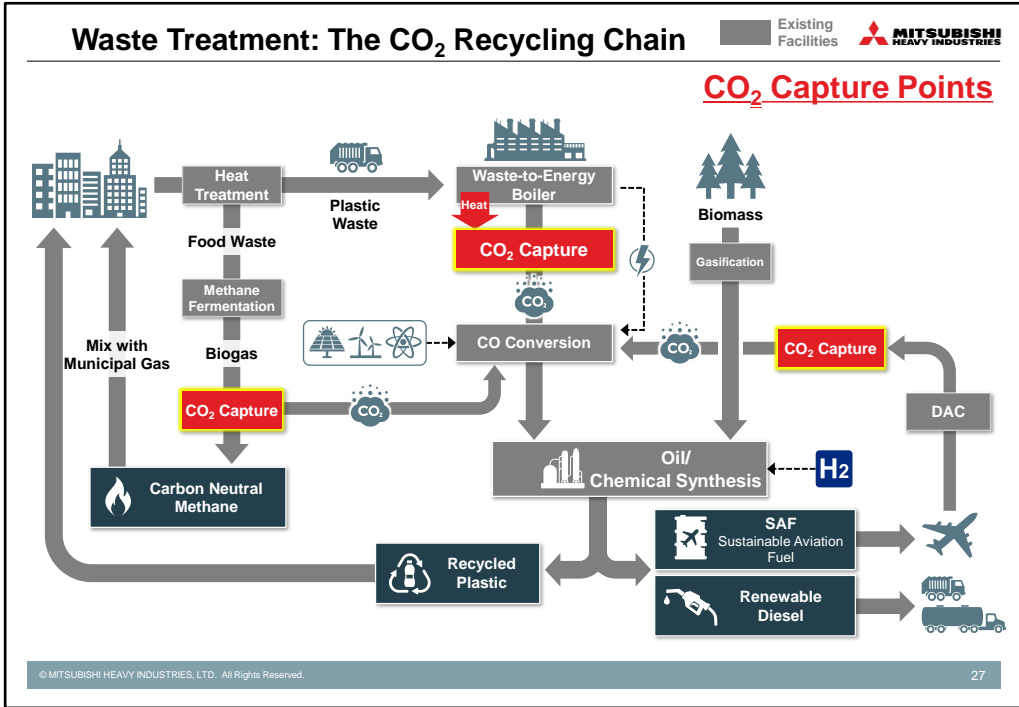 Waste Treatment: The CO₂ Recycling Chain
Existing
Facilities
MITSUBISHI
HEAVY INDUSTRIES
CO₂ Capture Points
Heat
Treatment
Plastic
Waste
Waste-to-Energy
Boiler
Heat
CO₂ Capture
Biomass
Gasification
Food Waste
Methane
Fermentation
CO₂
Mix with
Municipal Gas
Biogas
CO Conversion
CO₂
CO₂ Capture
CO₂ Capture
CO₂
DAC
Oil/
Chemical Synthesis
H2
Carbon Neutral
Methane
SAF
Sustainable Aviation
Fuel
Recycled
Plastic
Renewable
Diesel
© MITSUBISHI HEAVY INDUSTRIES, LTD. All Rights Reserved.
27